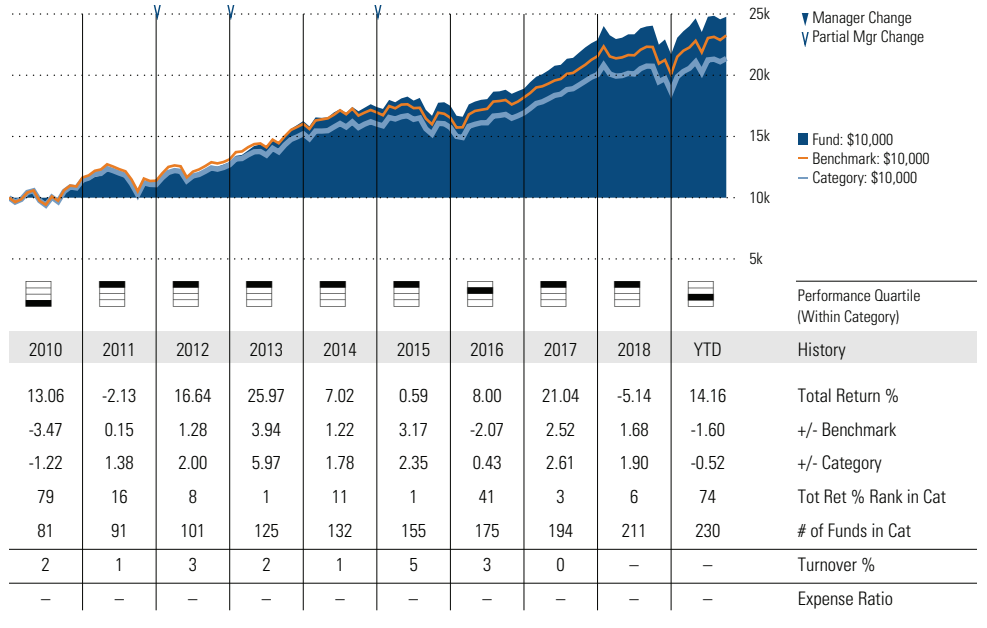 25k
20k
15k
10k
5k
Manager Change
Partial Mgr Change
Fund: $10,000
Benchmark: $10,000
Category: $10,000
Performance Quartile
(Within Category)
2010 2011 2012 2013 2014 2015 2016 2017 2018 YTD History
13.06 -2.13 16.64 25.97 7.02 0.59 8.00 21.04 -5.14 14.16 Total Return %
-3.47 0.15 1.28 3.94 1.22 3.17 -2.07 2.52 1.68 -1.60 +/- Benchmark
-1.22 1.38 2.00 5.97 1.78 2.35 0.43 2.61 1.90 -0.52 +/- Category
79 16 8 1 11 1 41 3 6 74 Tot Ret % Rank in Cat
81 91 101 125 132 155 175 194 211 230 # of Funds in Cat
2 1 3 2 1 5 3 0 – – Turnover %
– – – – – – – – – – Expense Ratio